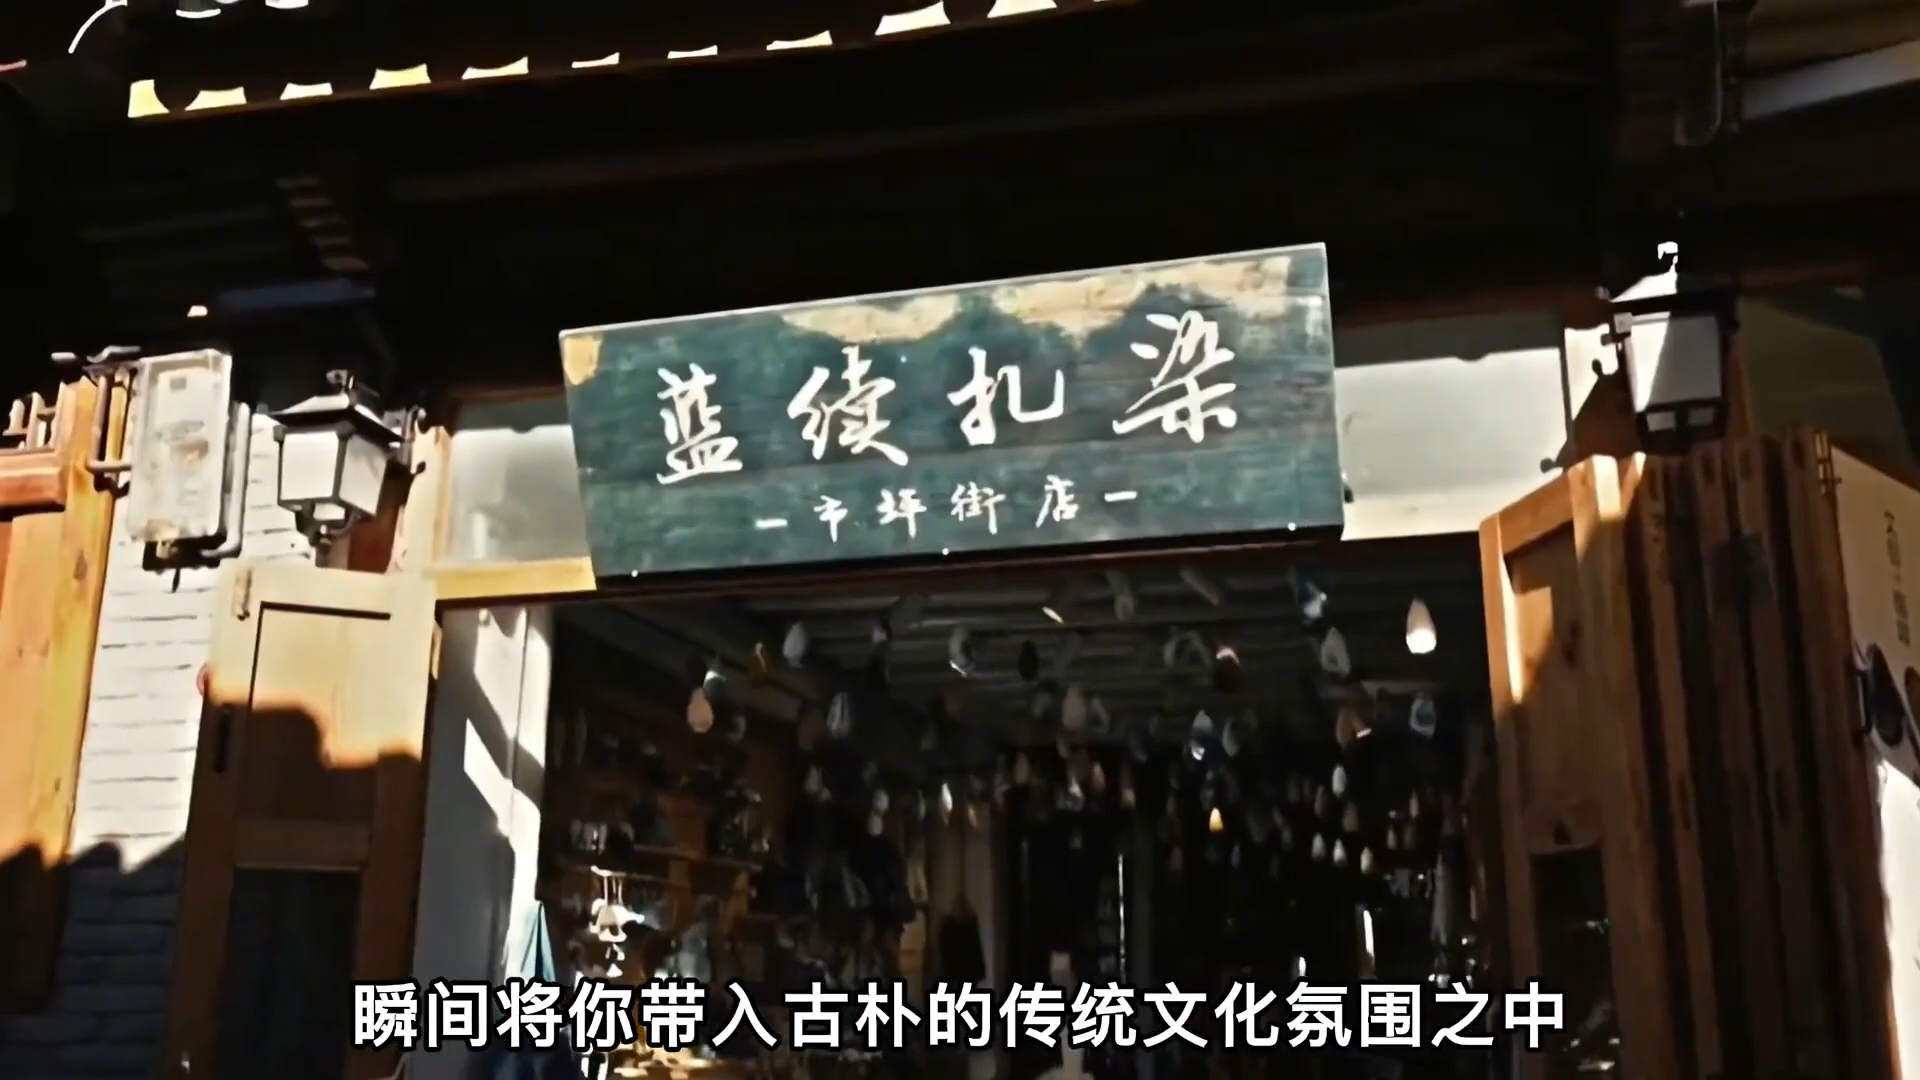 蓝续扎染
－市坪街店－
瞬间将你带入古朴的传统文化氛围之中